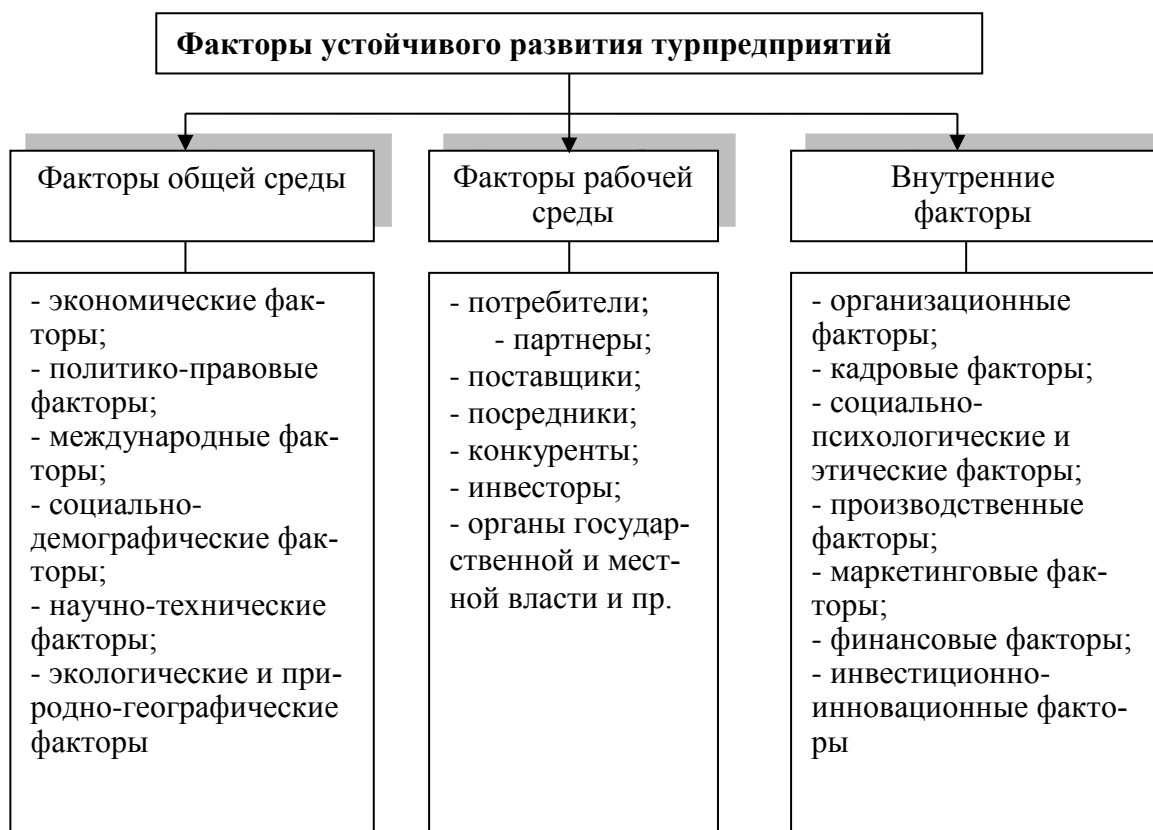 Факторы устойчивого развития турпредприятий
Факторы общей среды
Факторы рабочей
среды
Внутренние
факторы
- экономические фак-
торы;
- политико-правовые
факторы;
- международные фак-
торы;
- социально-
демографические фак-
торы;
- научно-технические
факторы;
- экологические и при-
родно-географические
факторы
- потребители;
- партнеры;
- поставщики;
- посредники;
- конкуренты;
- инвесторы;
- органы государ-
ственной и мест-
ной власти и пр.
- организационные
факторы;
- кадровые факторы;
- социально-
психологические и
этические факторы;
- производственные
факторы;
- маркетинговые фак-
торы;
- финансовые факторы;
- инвестиционно-
инновационные факто-
ры